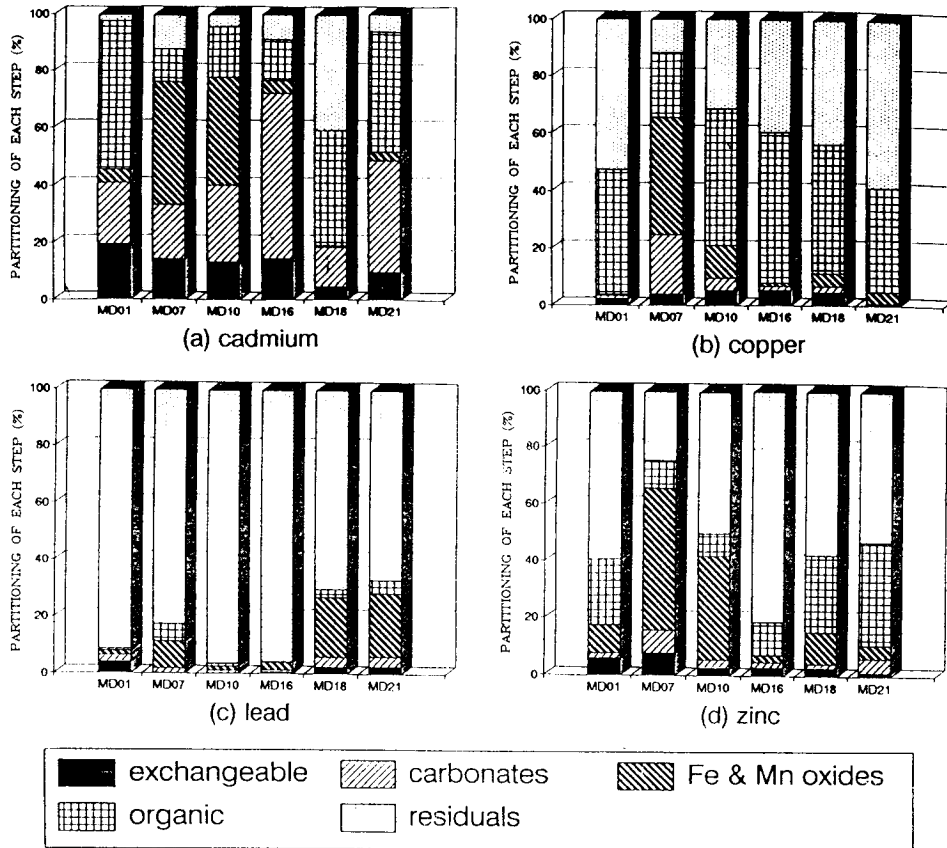 PARTITIONING OF EACH STEP (%)
100
80
60
40
20
0
MD01 MD07 MD10 MD16 MD18 MD21
(a) cadmium
PARTITIONING OF EACH STEP (%)
100
80
60
40
20
0
MD01 MD07 MD10 MD16 MD18 MD21
(b) copper
PARTITIONING OF EACH STEP (%)
100
80
60
40
20
0
MD01 MD07 MD10 MD16 MD18 MD21
(c) lead
PARTITIONING OF EACH STEP (%)
100
80
60
40
20
0
MD01 MD07 MD10 MD16 MD18 MD21
(d) zinc
exchangeable carbonates Fe & Mn oxides
organic residuals